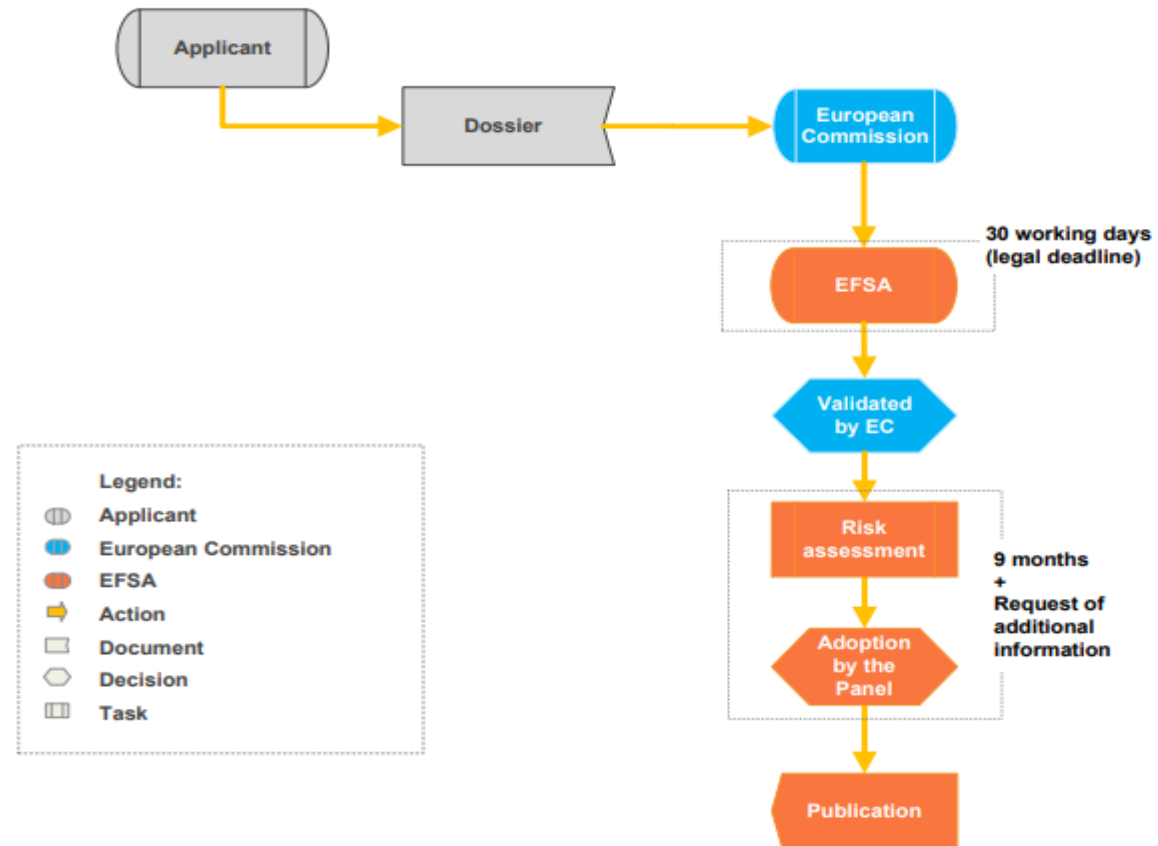 Applicant
Dossier
European
Commission
30 working days
(legal deadline)
EFSA
Validated
by EC
Risk
assessment
9 months
+
Request of
additional
information
Adoption
by the
Panel
Publication
Legend:
Applicant
European Commission
EFSA
Action
Document
Decision
Task